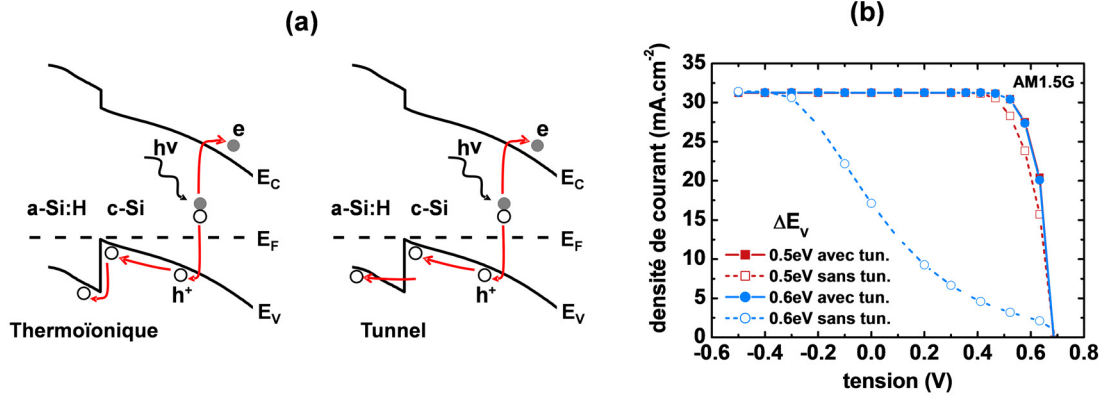 (a)
hν
e
E_C
a-Si:H
c-Si
E_F
h⁺
E_V
Thermoïonique
hν
e
E_C
a-Si:H
c-Si
E_F
h⁺
E_V
Tunnel
(b)
densité de courant (mA.cm⁻²)
35
30
25
20
15
10
5
0
AM1.5G
ΔE_V
0.5eV avec tun.
0.5eV sans tun.
0.6eV avec tun.
0.6eV sans tun.
-0.6
-0.4
-0.2
0.0
0.2
0.4
0.6
0.8
tension (V)